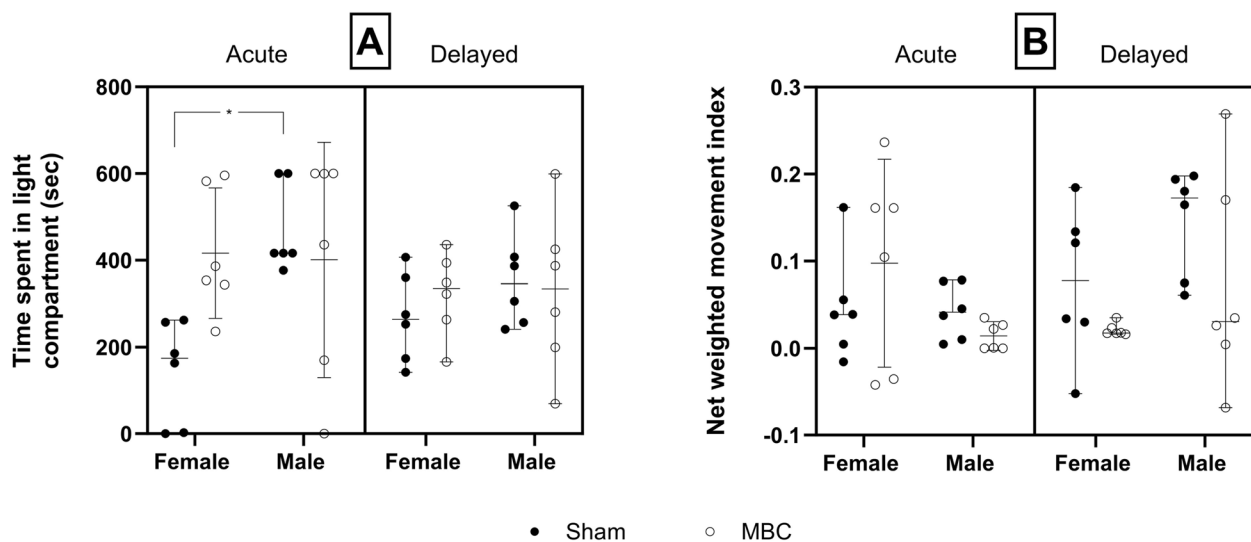 Acute A Delayed
800
600
400
200
0
Time spent in light
compartment (sec)
*
Female Male Female Male
Acute B Delayed
0.3
0.2
0.1
0.0
-0.1
Net weighted movement index
Female Male Female Male
Sham MBC